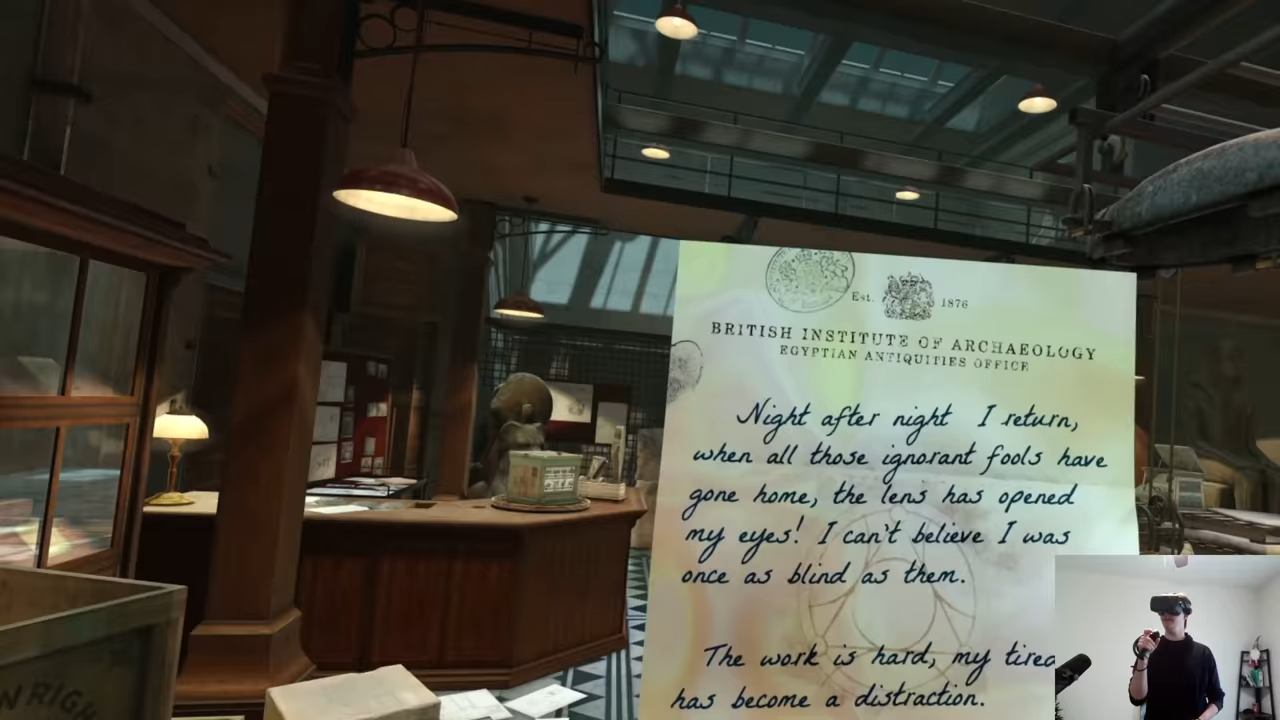 Est. 1876
BRITISH INSTITUTE OF ARCHAEOLOGY
EGYPTIAN ANTIQUITIES OFFICE
Night after night I return,
when all those ignorant fools have
gone home, the lens has opened
my eyes! I can't believe I was
once as blind as them.
The work is hard, my tired
has become a distraction.
WRIG